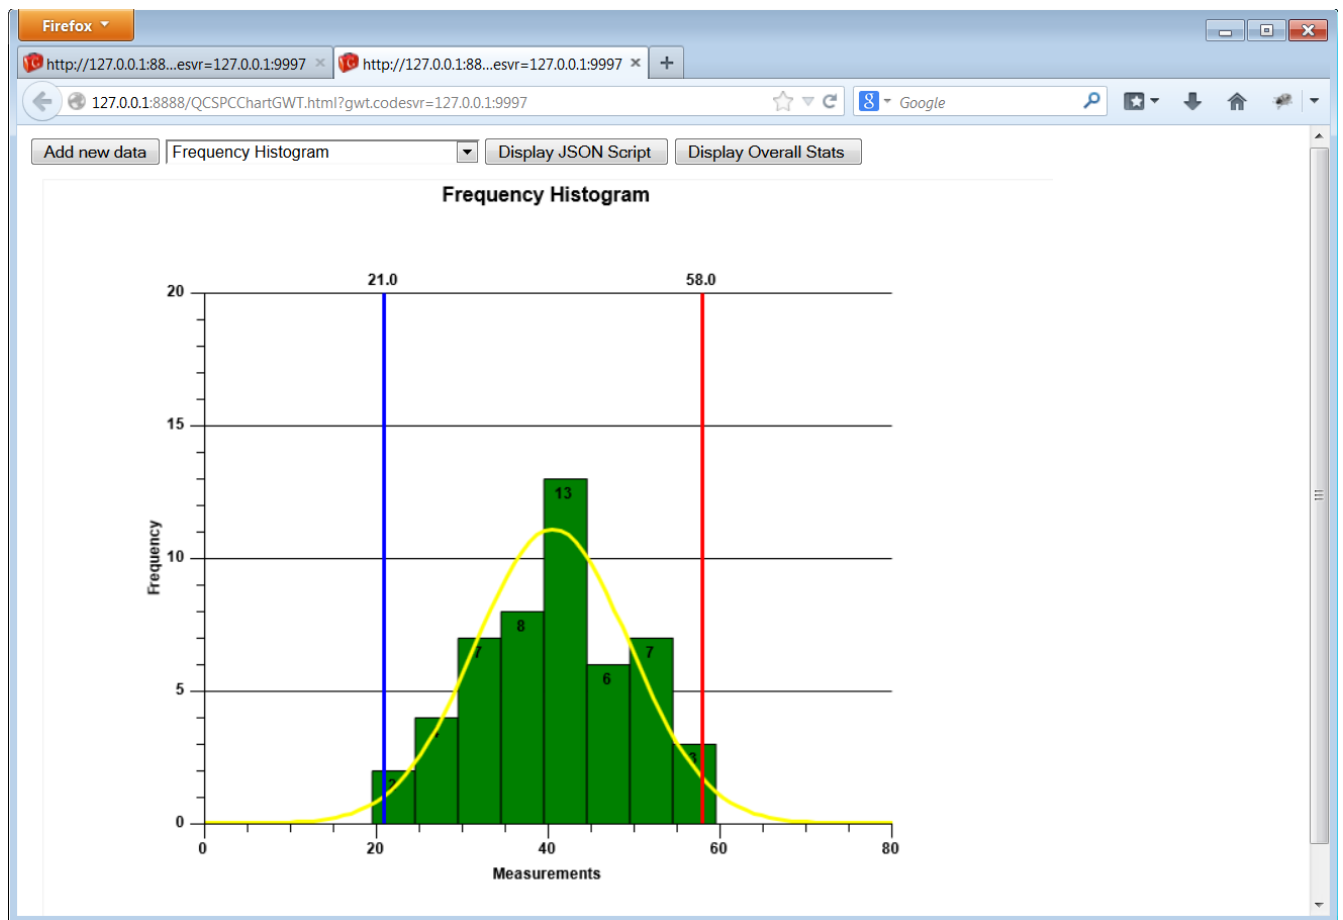 Firefox
http://127.0.0.1:88...esvr=127.0.0.1:9997
http://127.0.0.1:88...esvr=127.0.0.1:9997
127.0.0.1:8888/QCSPCChartGWT.html?gwt.codesvr=127.0.0.1:9997
Google
Add new data
Frequency Histogram
Display JSON Script
Display Overall Stats
Frequency Histogram
21.0
58.0
20
15
10
5
0
Frequency
2
7
8
13
6
7
3
0
20
40
60
80
Measurements